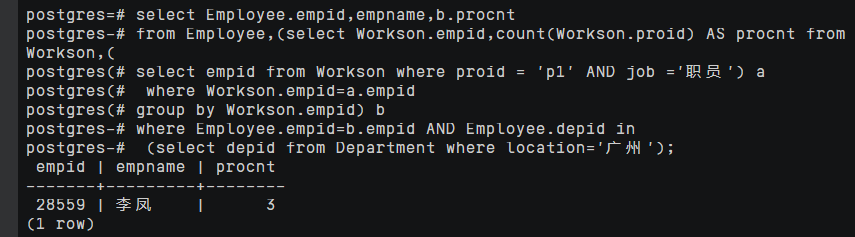 postgres=# select Employee.empid,empname,b.procnt
postgres-# from Employee,(select Workson.empid,count(Workson.proid) AS procnt from
Workson,(
postgres(# select empid from Workson where proid = 'p1' AND job ='职员') a
postgres(#  where Workson.empid=a.empid
postgres(# group by Workson.empid) b
postgres-# where Employee.empid=b.empid AND Employee.depid in
postgres-#  (select depid from Department where location='广州');
 empid | empname | procnt
-------+---------+--------
 28559 | 李凤    |      3
(1 row)